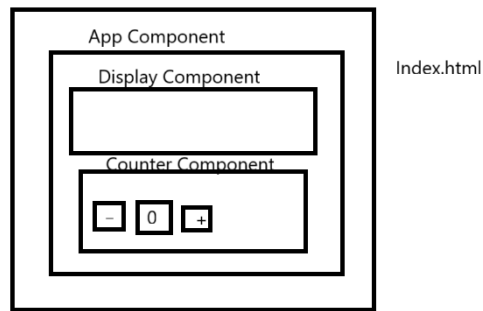 App Component
Index.html
Display Component
Counter Component
– 0 +